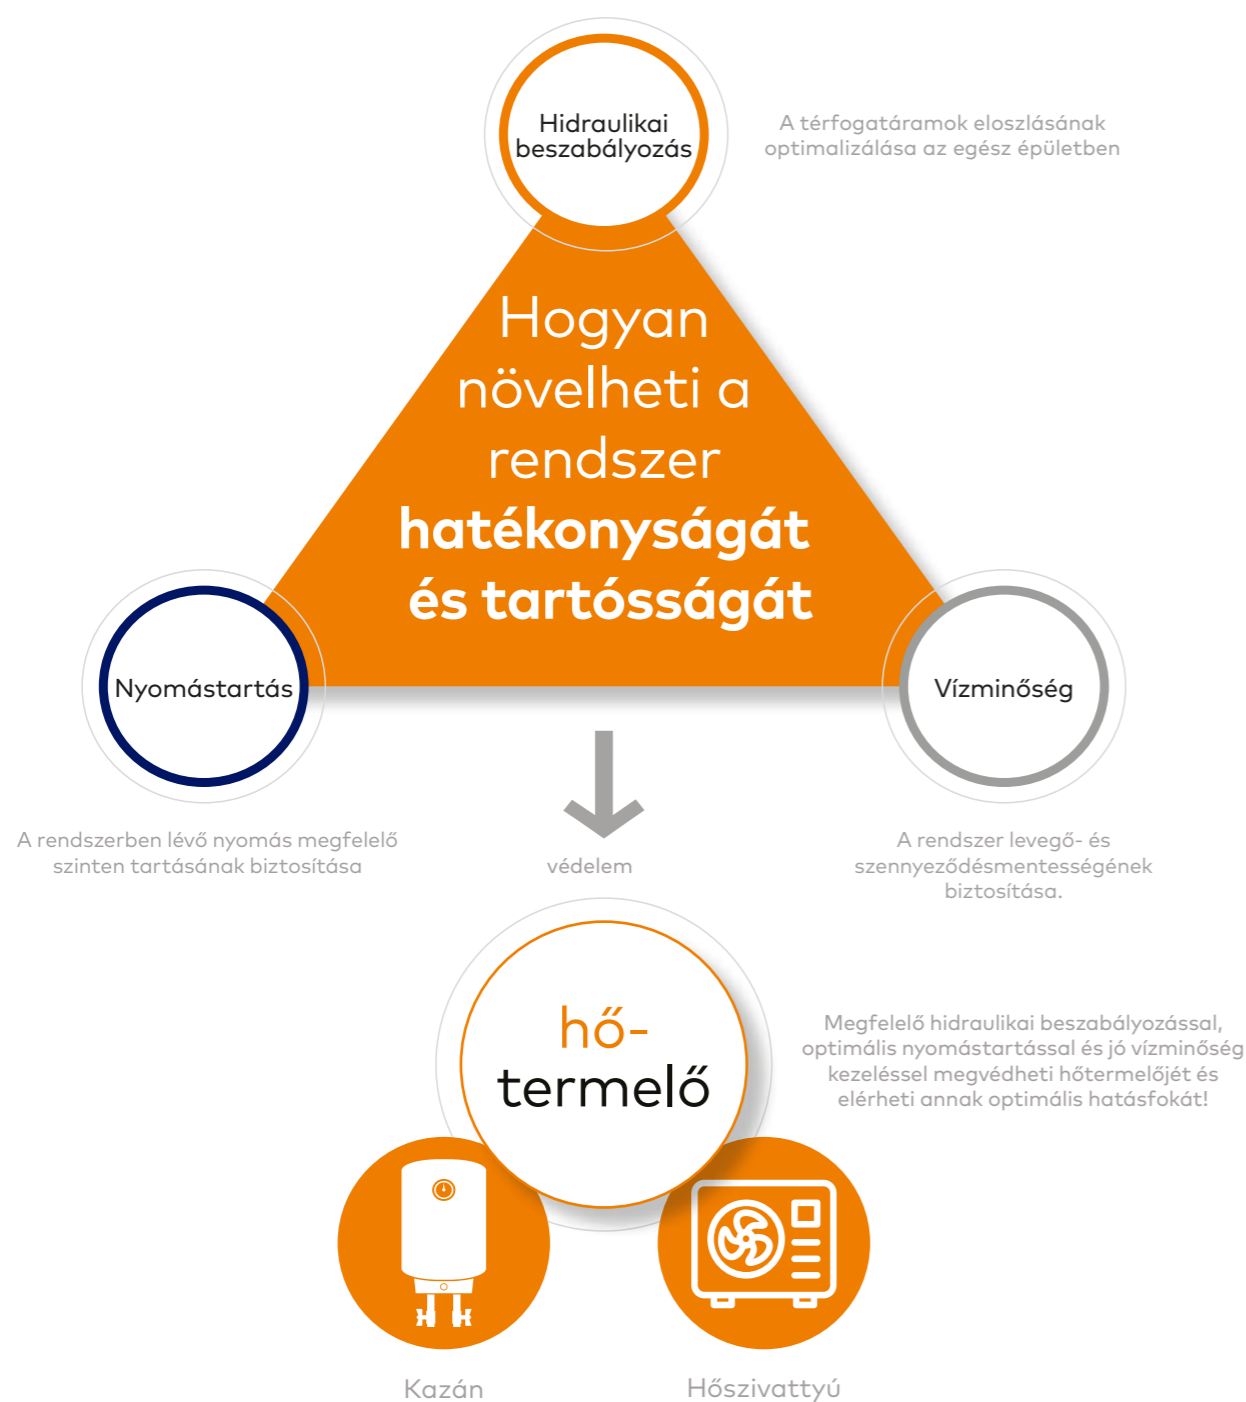 Hidraulikai
beszabályozás
A térfogatáramok eloszlásának
optimalizálása az egész épületben
Hogyan
növelheti a
rendszer
hatékonyságát
és tartósságát
Nyomástartás
Vízminőség
A rendszerben lévő nyomás megfelelő
szinten tartásának biztosítása
védelem
A rendszer levegő- és
szennyeződésmentességének
biztosítása.
hő-
termelő
Megfelelő hidraulikai beszabályozással,
optimális nyomástartással és jó vízminőség
kezeléssel megvédheti hőtermelőjét és
elérheti annak optimális hatásfokát!
Kazán
Hőszivattyú